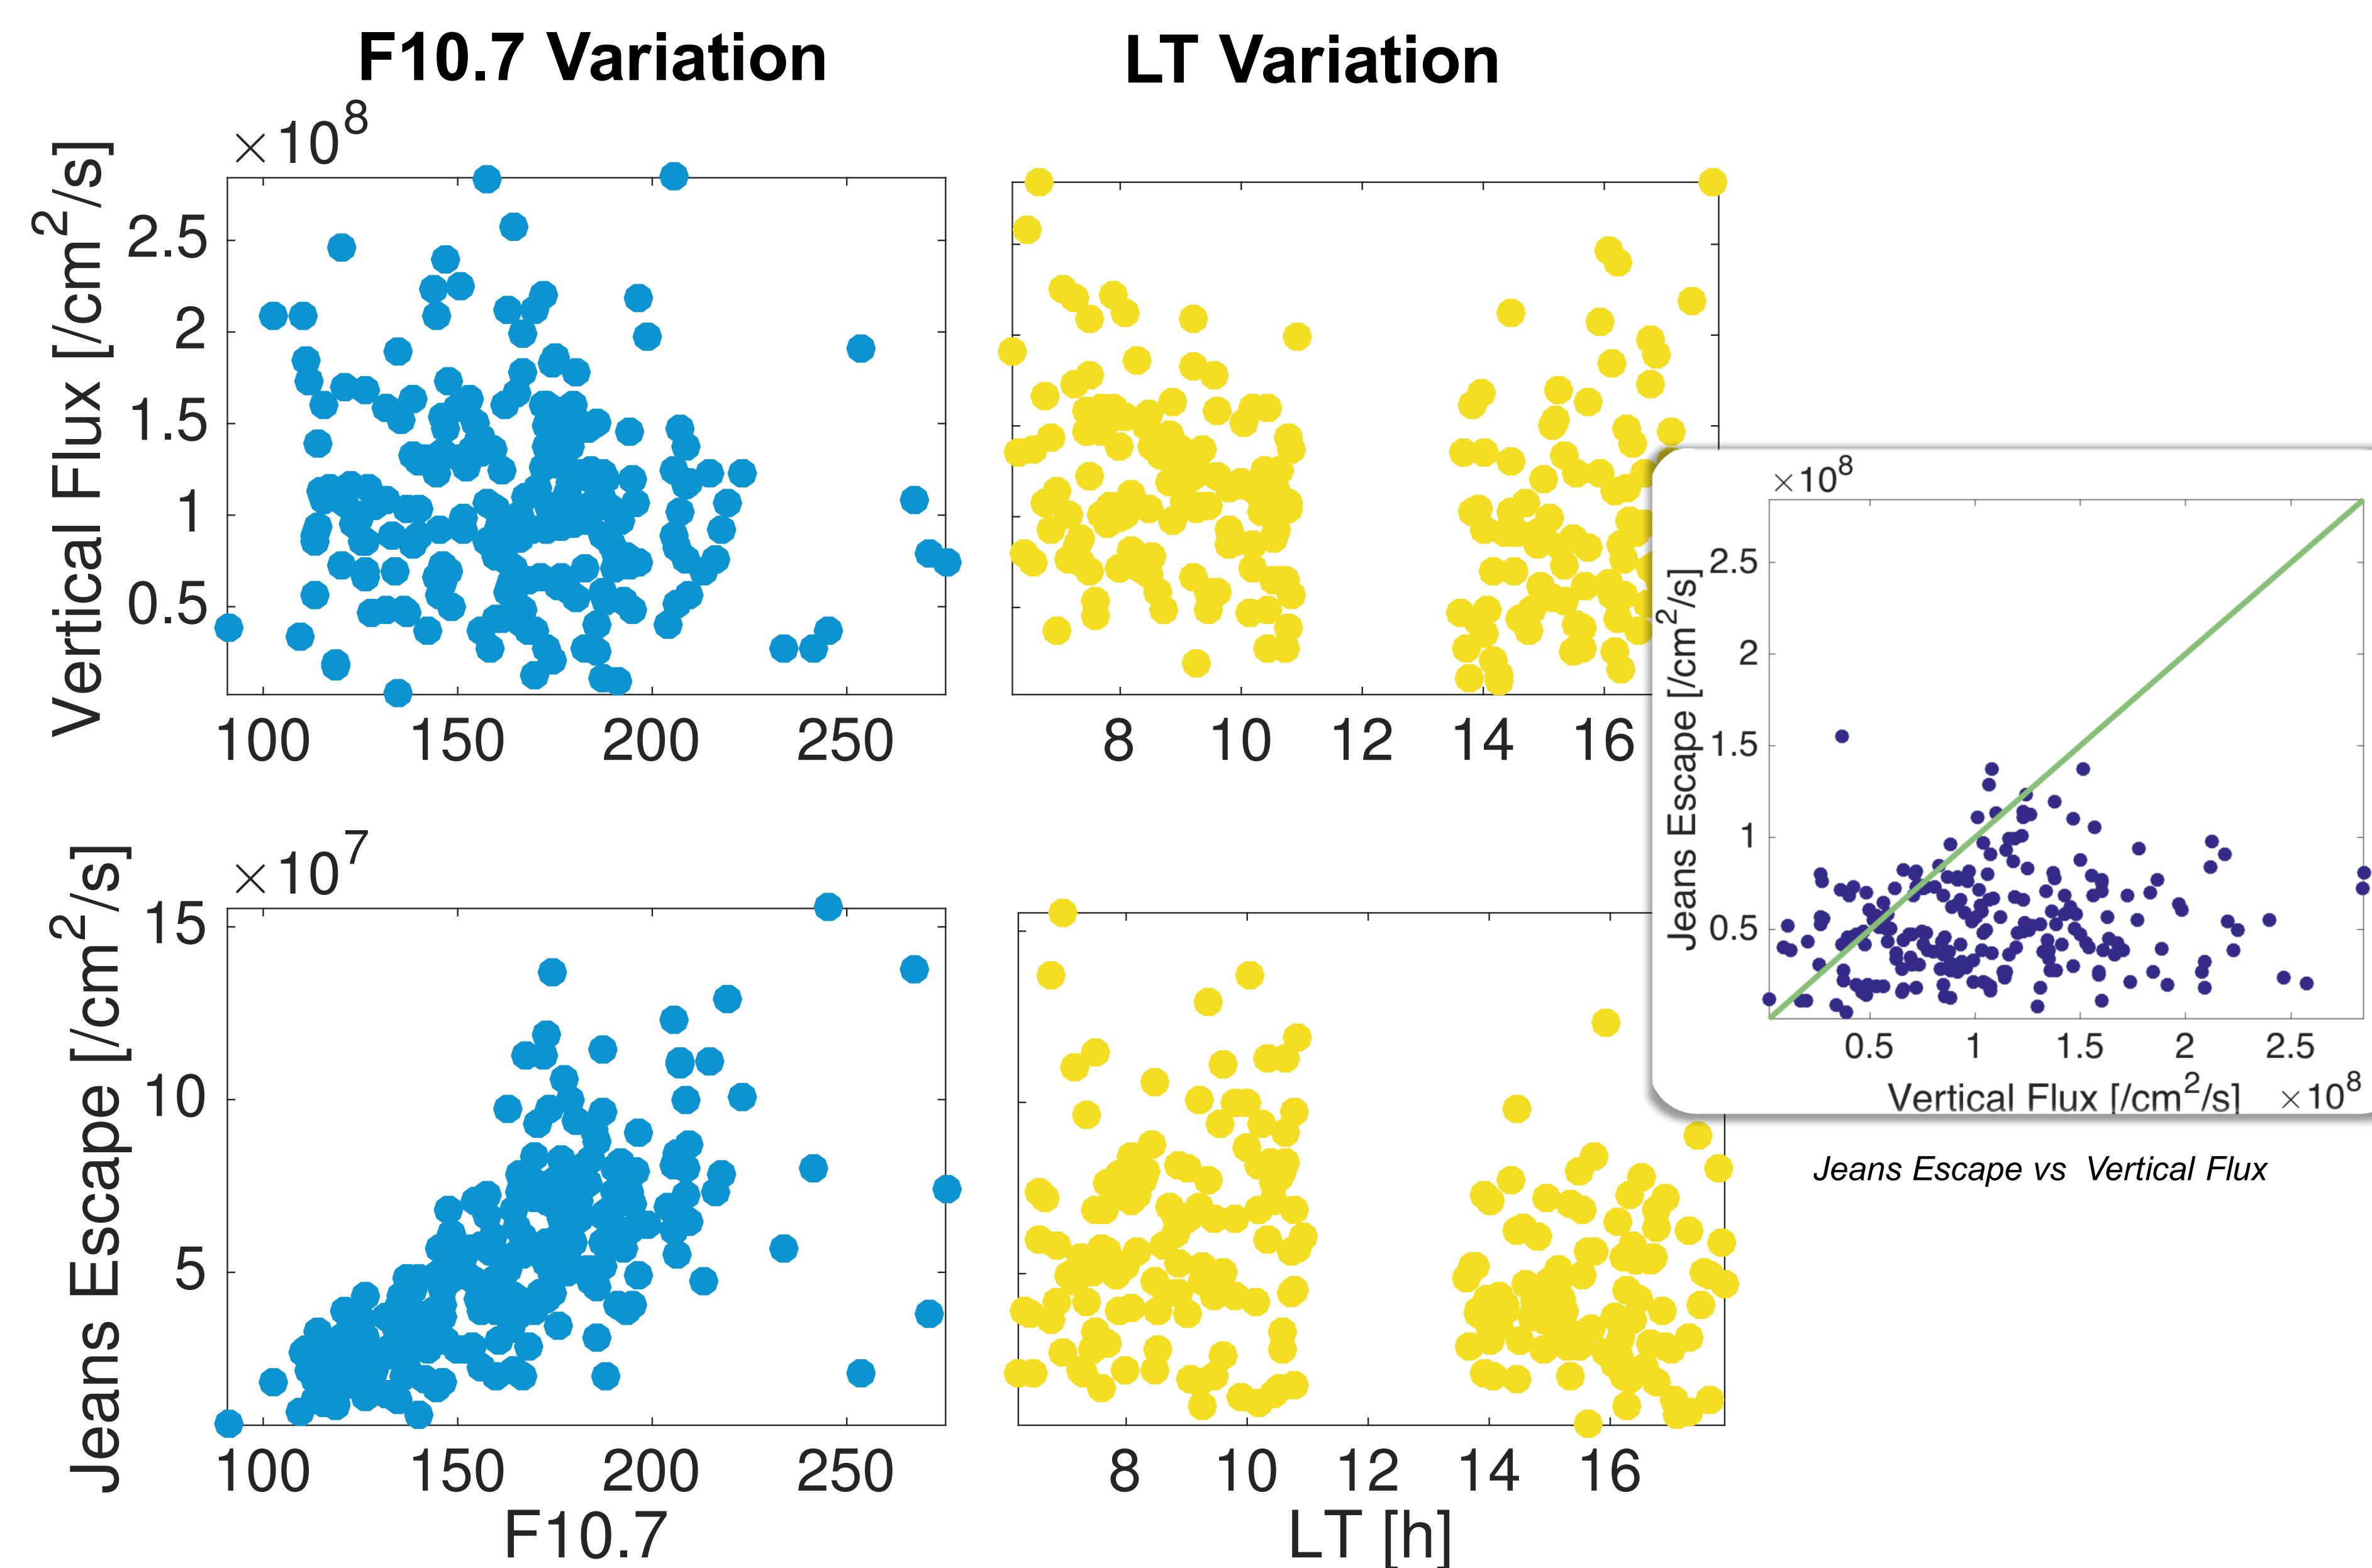 F10.7 Variation
LT Variation
×10^8
Vertical Flux [/cm^2/s]
2.5
2
1.5
1
0.5
100 150 200 250
8 10 12 14 16
×10^7
Jeans Escape [/cm^2/s]
15
10
5
100 150 200 250
F10.7
8 10 12 14 16
LT [h]
×10^8
Jeans Escape [/cm^2/s]
2.5
2
1.5
1
0.5
0.5 1 1.5 2 2.5
Vertical Flux [/cm^2/s] ×10^8
Jeans Escape vs Vertical Flux